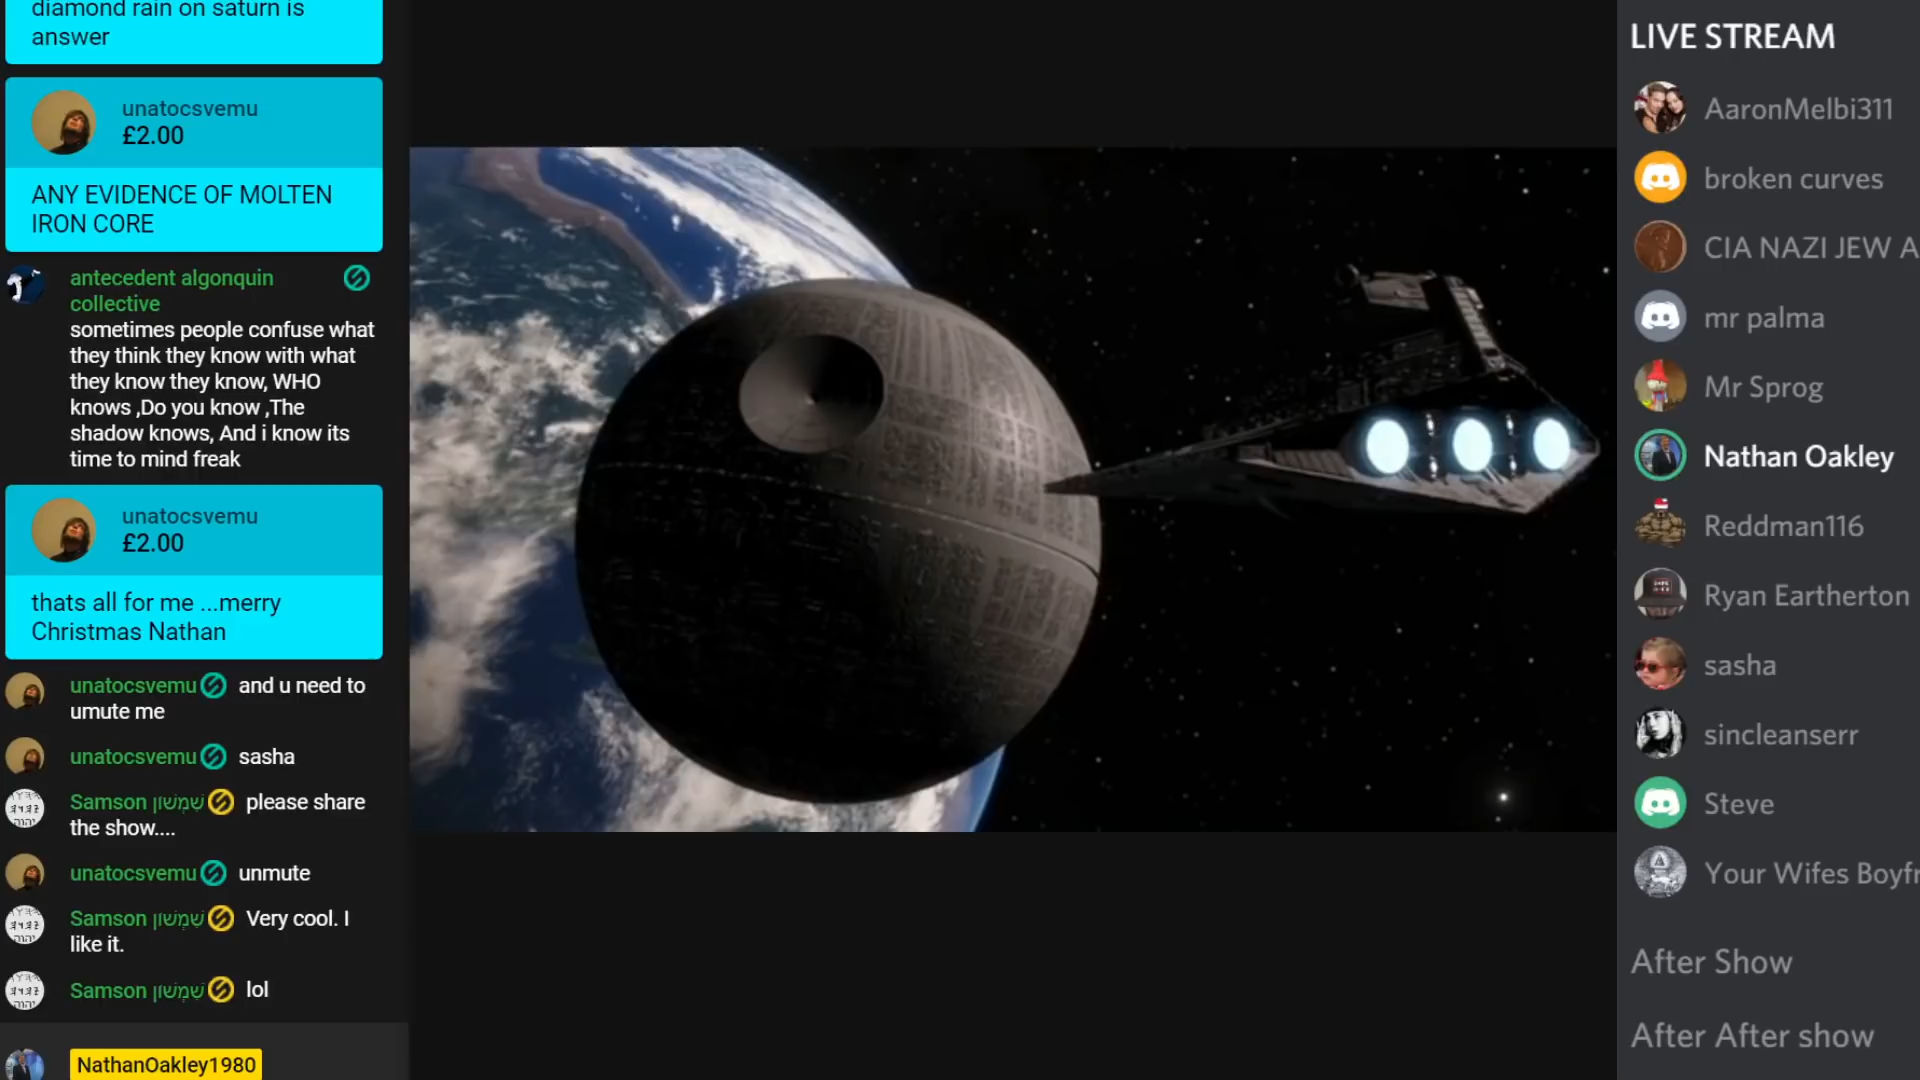 diamond rain on saturn is
answer
unatocsvemu
£2.00
ANY EVIDENCE OF MOLTEN
IRON CORE
antecedent algonquin
collective
sometimes people confuse what
they think they know with what
they know they know, WHO
knows ,Do you know ,The
shadow knows, And i know its
time to mind freak
unatocsvemu
£2.00
thats all for me ...merry
Christmas Nathan
unatocsvemu and u need to
umute me
unatocsvemu sasha
Samson שִׁמְשׁוֹן please share
the show....
unatocsvemu unmute
Samson שִׁמְשׁוֹן Very cool. I
like it.
Samson שִׁמְשׁוֹן lol
NathanOakley1980
LIVE STREAM
AaronMelbi311
broken curves
CIA NAZI JEW A
mr palma
Mr Sprog
Nathan Oakley
Reddman116
Ryan Eartherton
sasha
sincleanserr
Steve
Your Wifes Boyfr
After Show
After After show